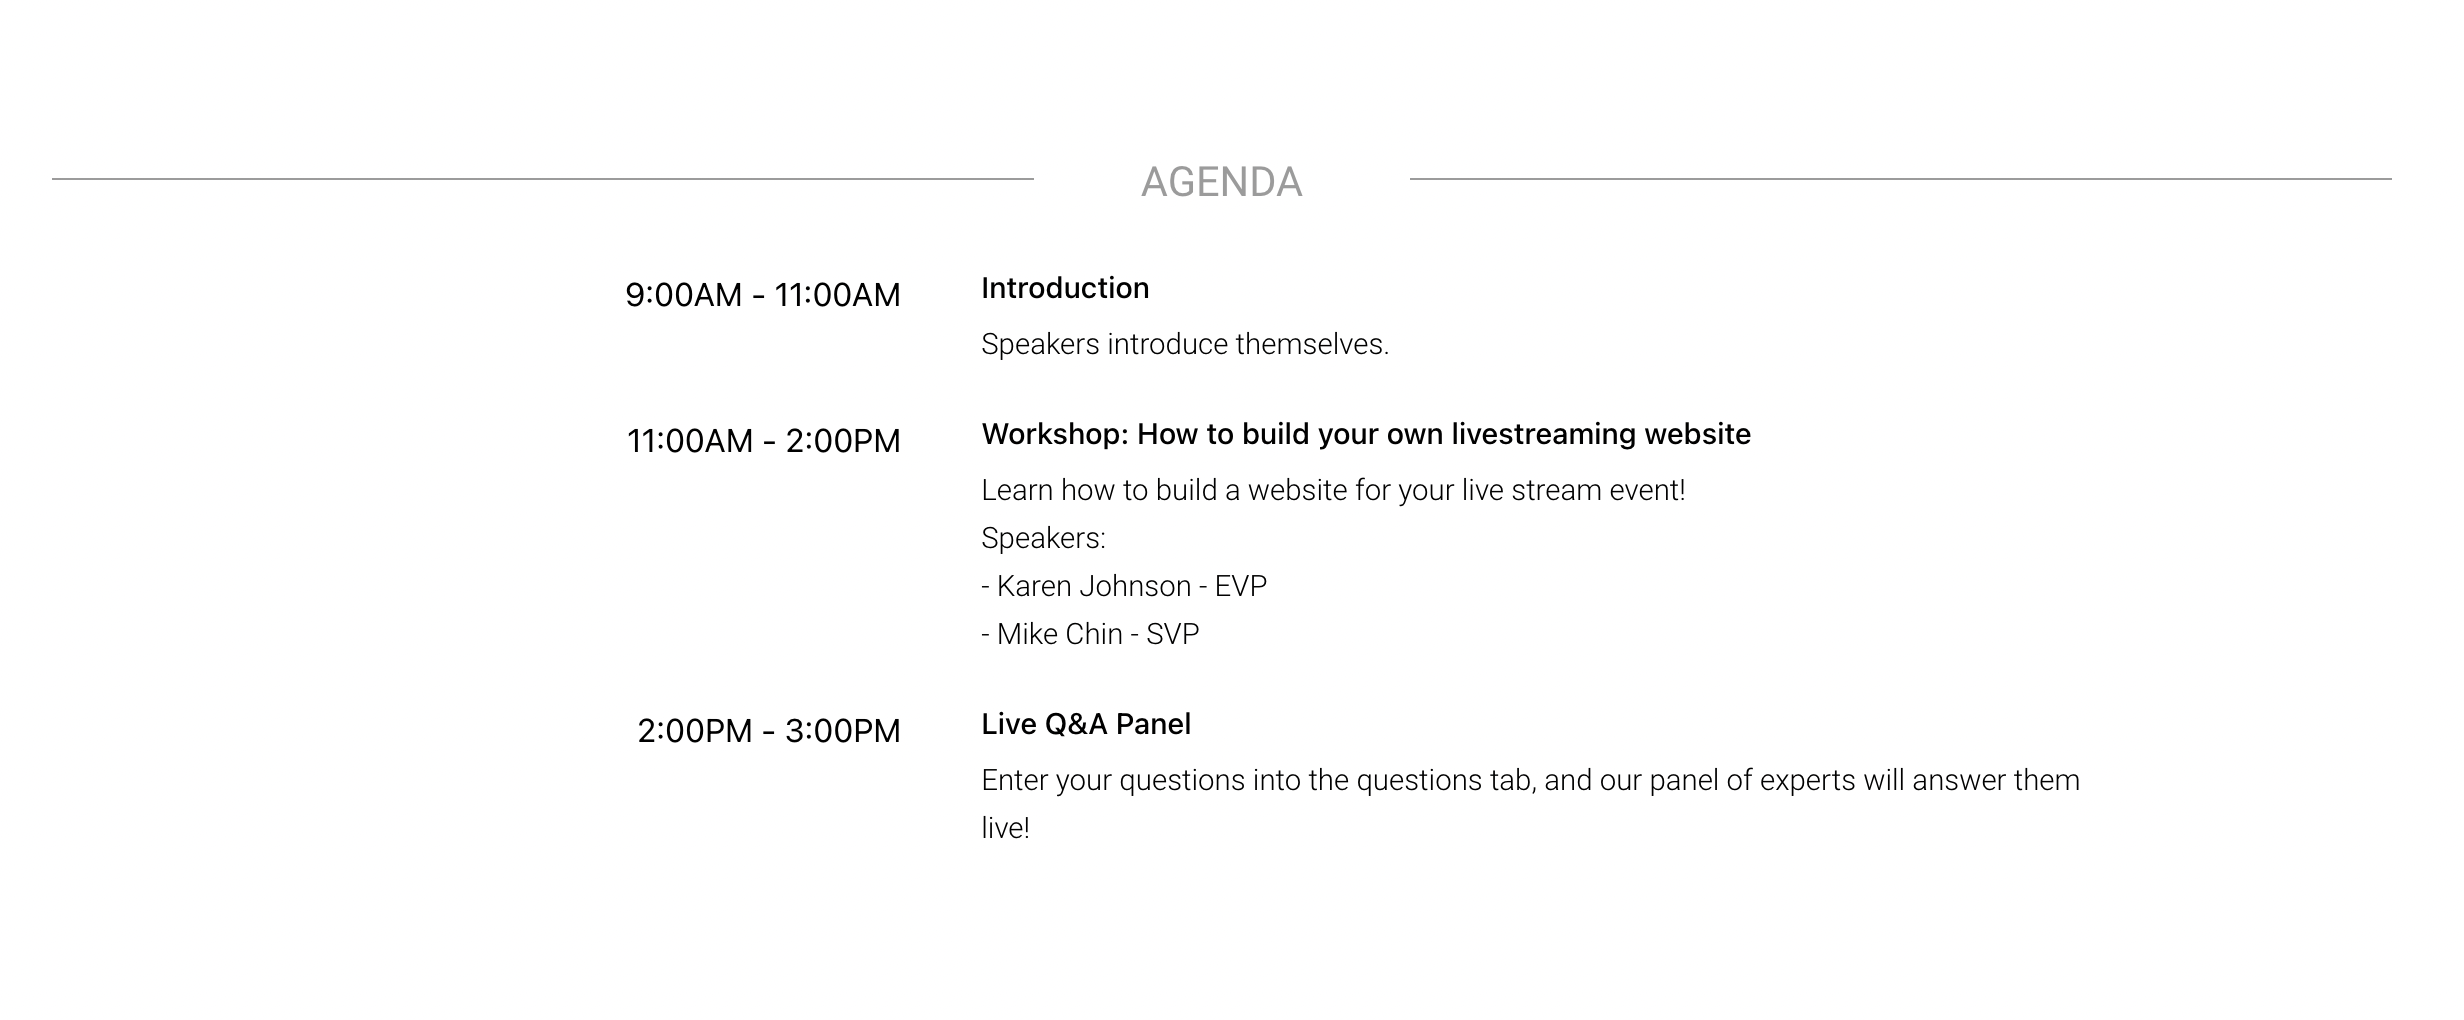 AGENDA
9:00AM - 11:00AM
Introduction
Speakers introduce themselves.
11:00AM - 2:00PM
Workshop: How to build your own livestreaming website
Learn how to build a website for your live stream event!
Speakers:
- Karen Johnson - EVP
- Mike Chin - SVP
2:00PM - 3:00PM
Live Q&A Panel
Enter your questions into the questions tab, and our panel of experts will answer them
live!